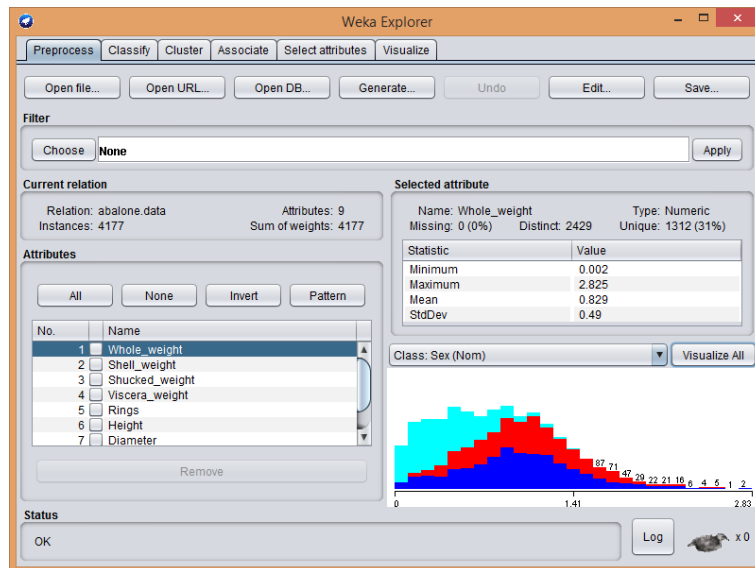 Weka Explorer
Preprocess Classify Cluster Associate Select attributes Visualize
Open file... Open URL... Open DB... Generate... Undo Edit... Save...
Filter
Choose None Apply
Current relation
Relation: abalone.data Attributes: 9
Instances: 4177 Sum of weights: 4177
Selected attribute
Name: Whole_weight Type: Numeric
Missing: 0 (0%) Distinct: 2429 Unique: 1312 (31%)
Statistic Value
Minimum 0.002
Maximum 2.825
Mean 0.829
StdDev 0.49
Attributes
All None Invert Pattern
No. Name
1 Whole_weight
2 Shell_weight
3 Shucked_weight
4 Viscera_weight
5 Rings
6 Height
7 Diameter
Remove
Class: Sex (Nom) Visualize All
87 71 47 29 22 21 16 6 4 5 1 2
0 1.41 2.83
Status
OK
Log x 0